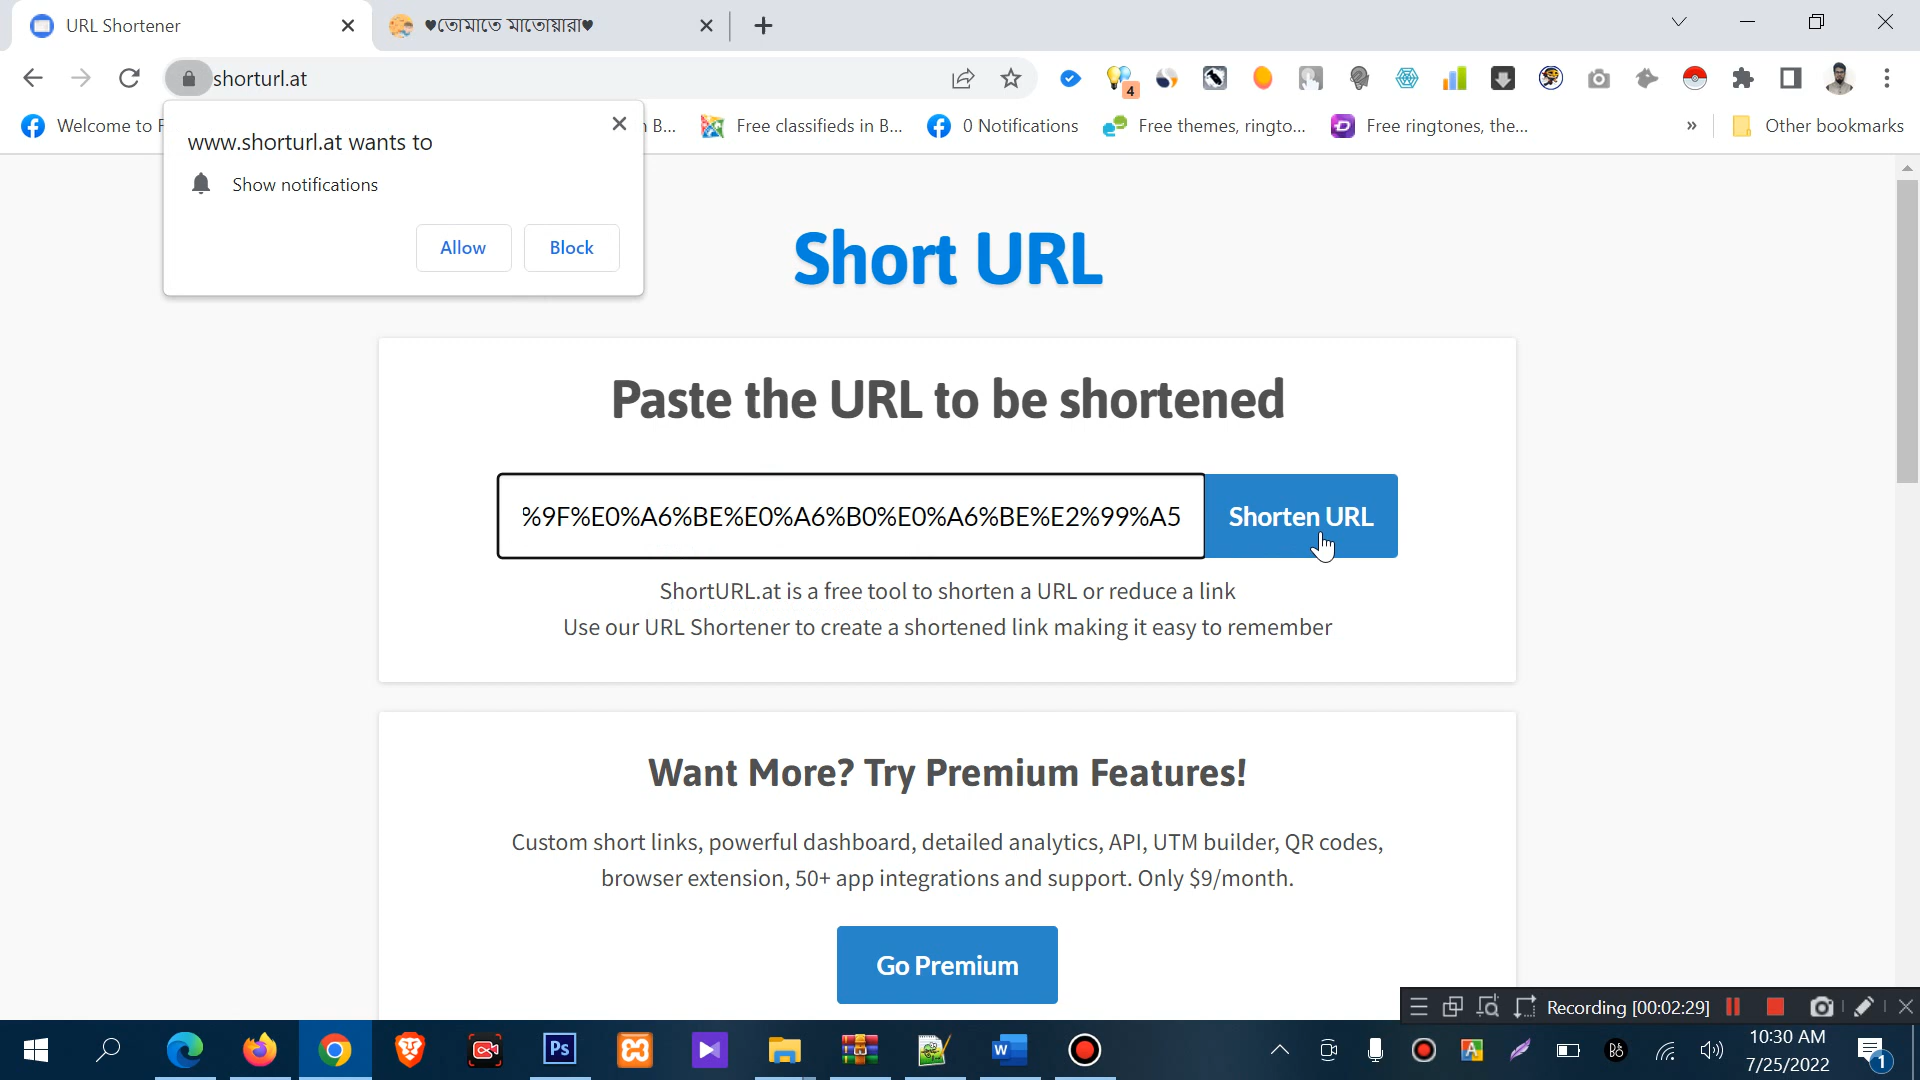 URL Shortener
♥তোমাতে মাতোয়ারা♥
shorturl.at
4
Welcome to F
n B...
Free classifieds in B...
0 Notifications
Free themes, ringto...
Free ringtones, the...
»
Other bookmarks
www.shorturl.at wants to
Show notifications
Allow
Block
Short URL
Paste the URL to be shortened
%9F%E0%A6%BE%E0%A6%B0%E0%A6%BE%E2%99%A5
Shorten URL
ShortURL.at is a free tool to shorten a URL or reduce a link
Use our URL Shortener to create a shortened link making it easy to remember
Want More? Try Premium Features!
Custom short links, powerful dashboard, detailed analytics, API, UTM builder, QR codes,
browser extension, 50+ app integrations and support. Only $9/month.
Go Premium
Recording [00:02:29]
Ps
W
10:30 AM
7/25/2022
1